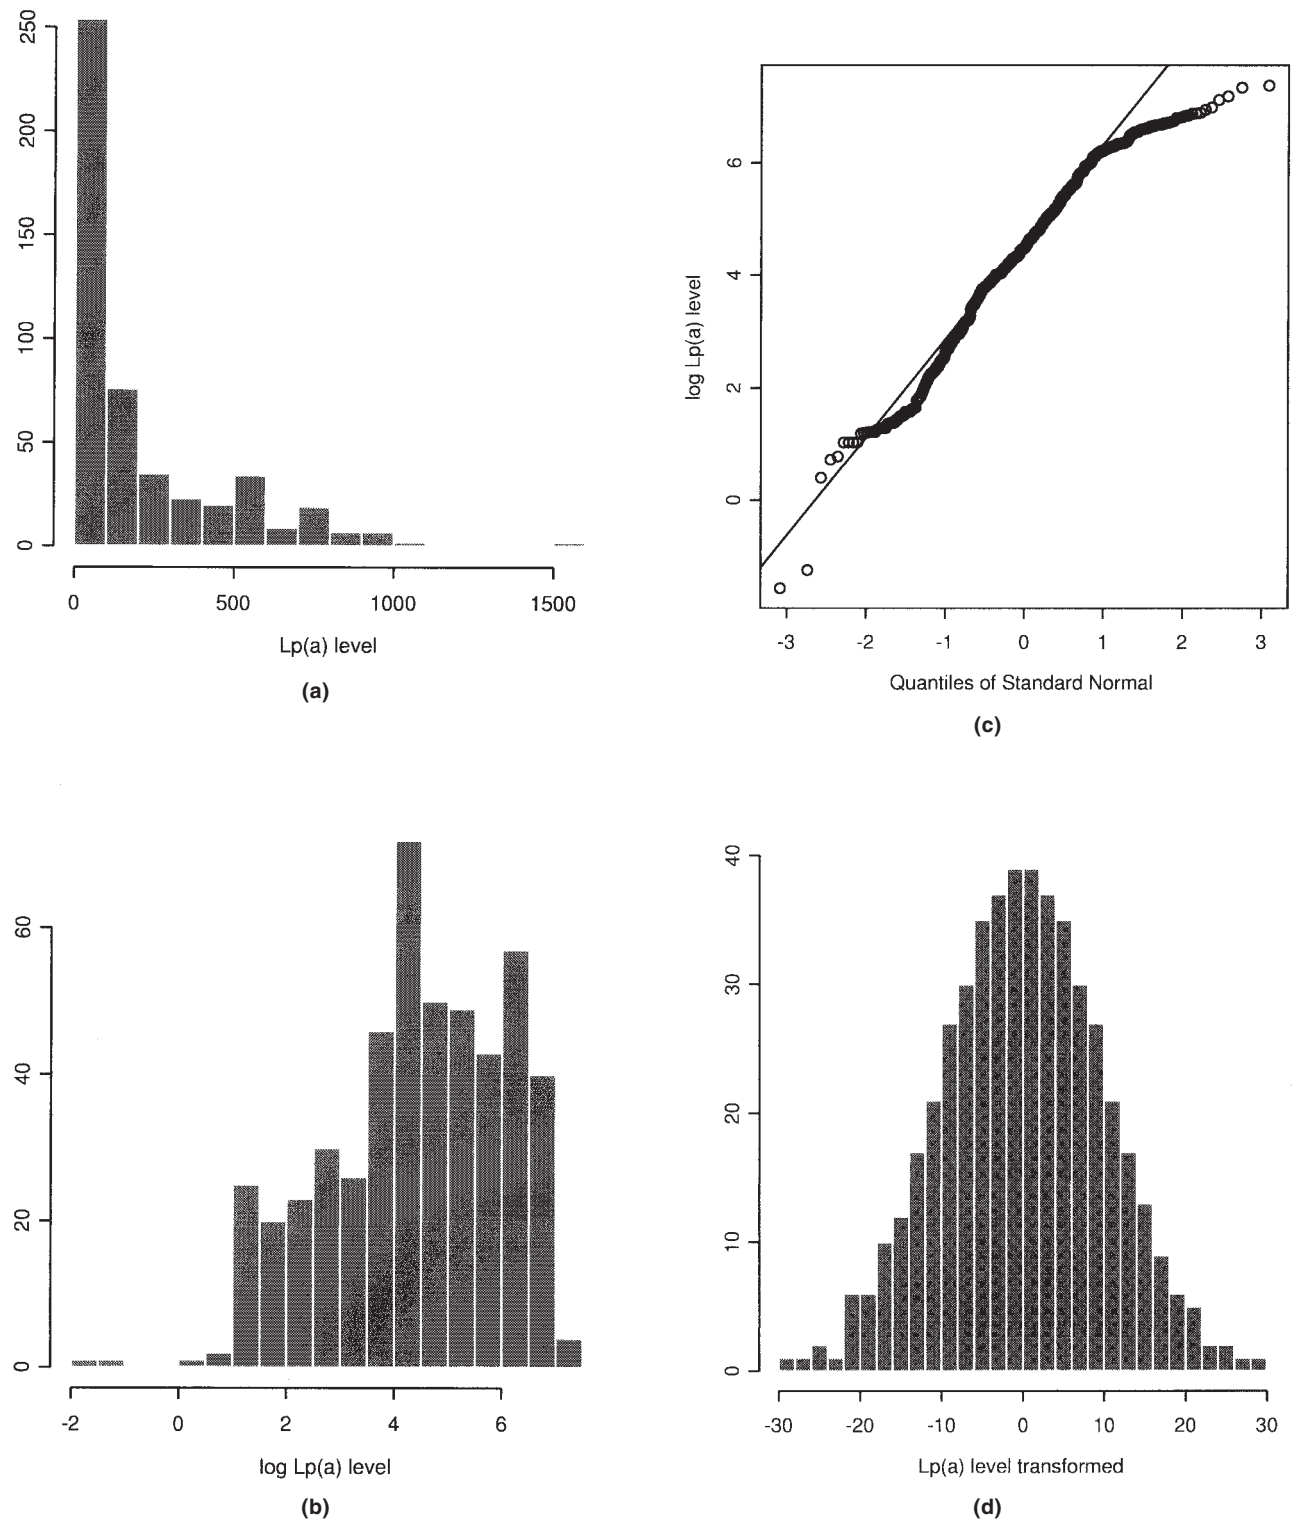 250
200
150
100
50
0
0 500 1000 1500
Lp(a) level
(a)
6
4
2
0
log Lp(a) level
-3 -2 -1 0 1 2 3
Quantiles of Standard Normal
(c)
60
40
20
0
-2 0 2 4 6
log Lp(a) level
(b)
40
30
20
10
0
-30 -20 -10 0 10 20 30
Lp(a) level transformed
(d)